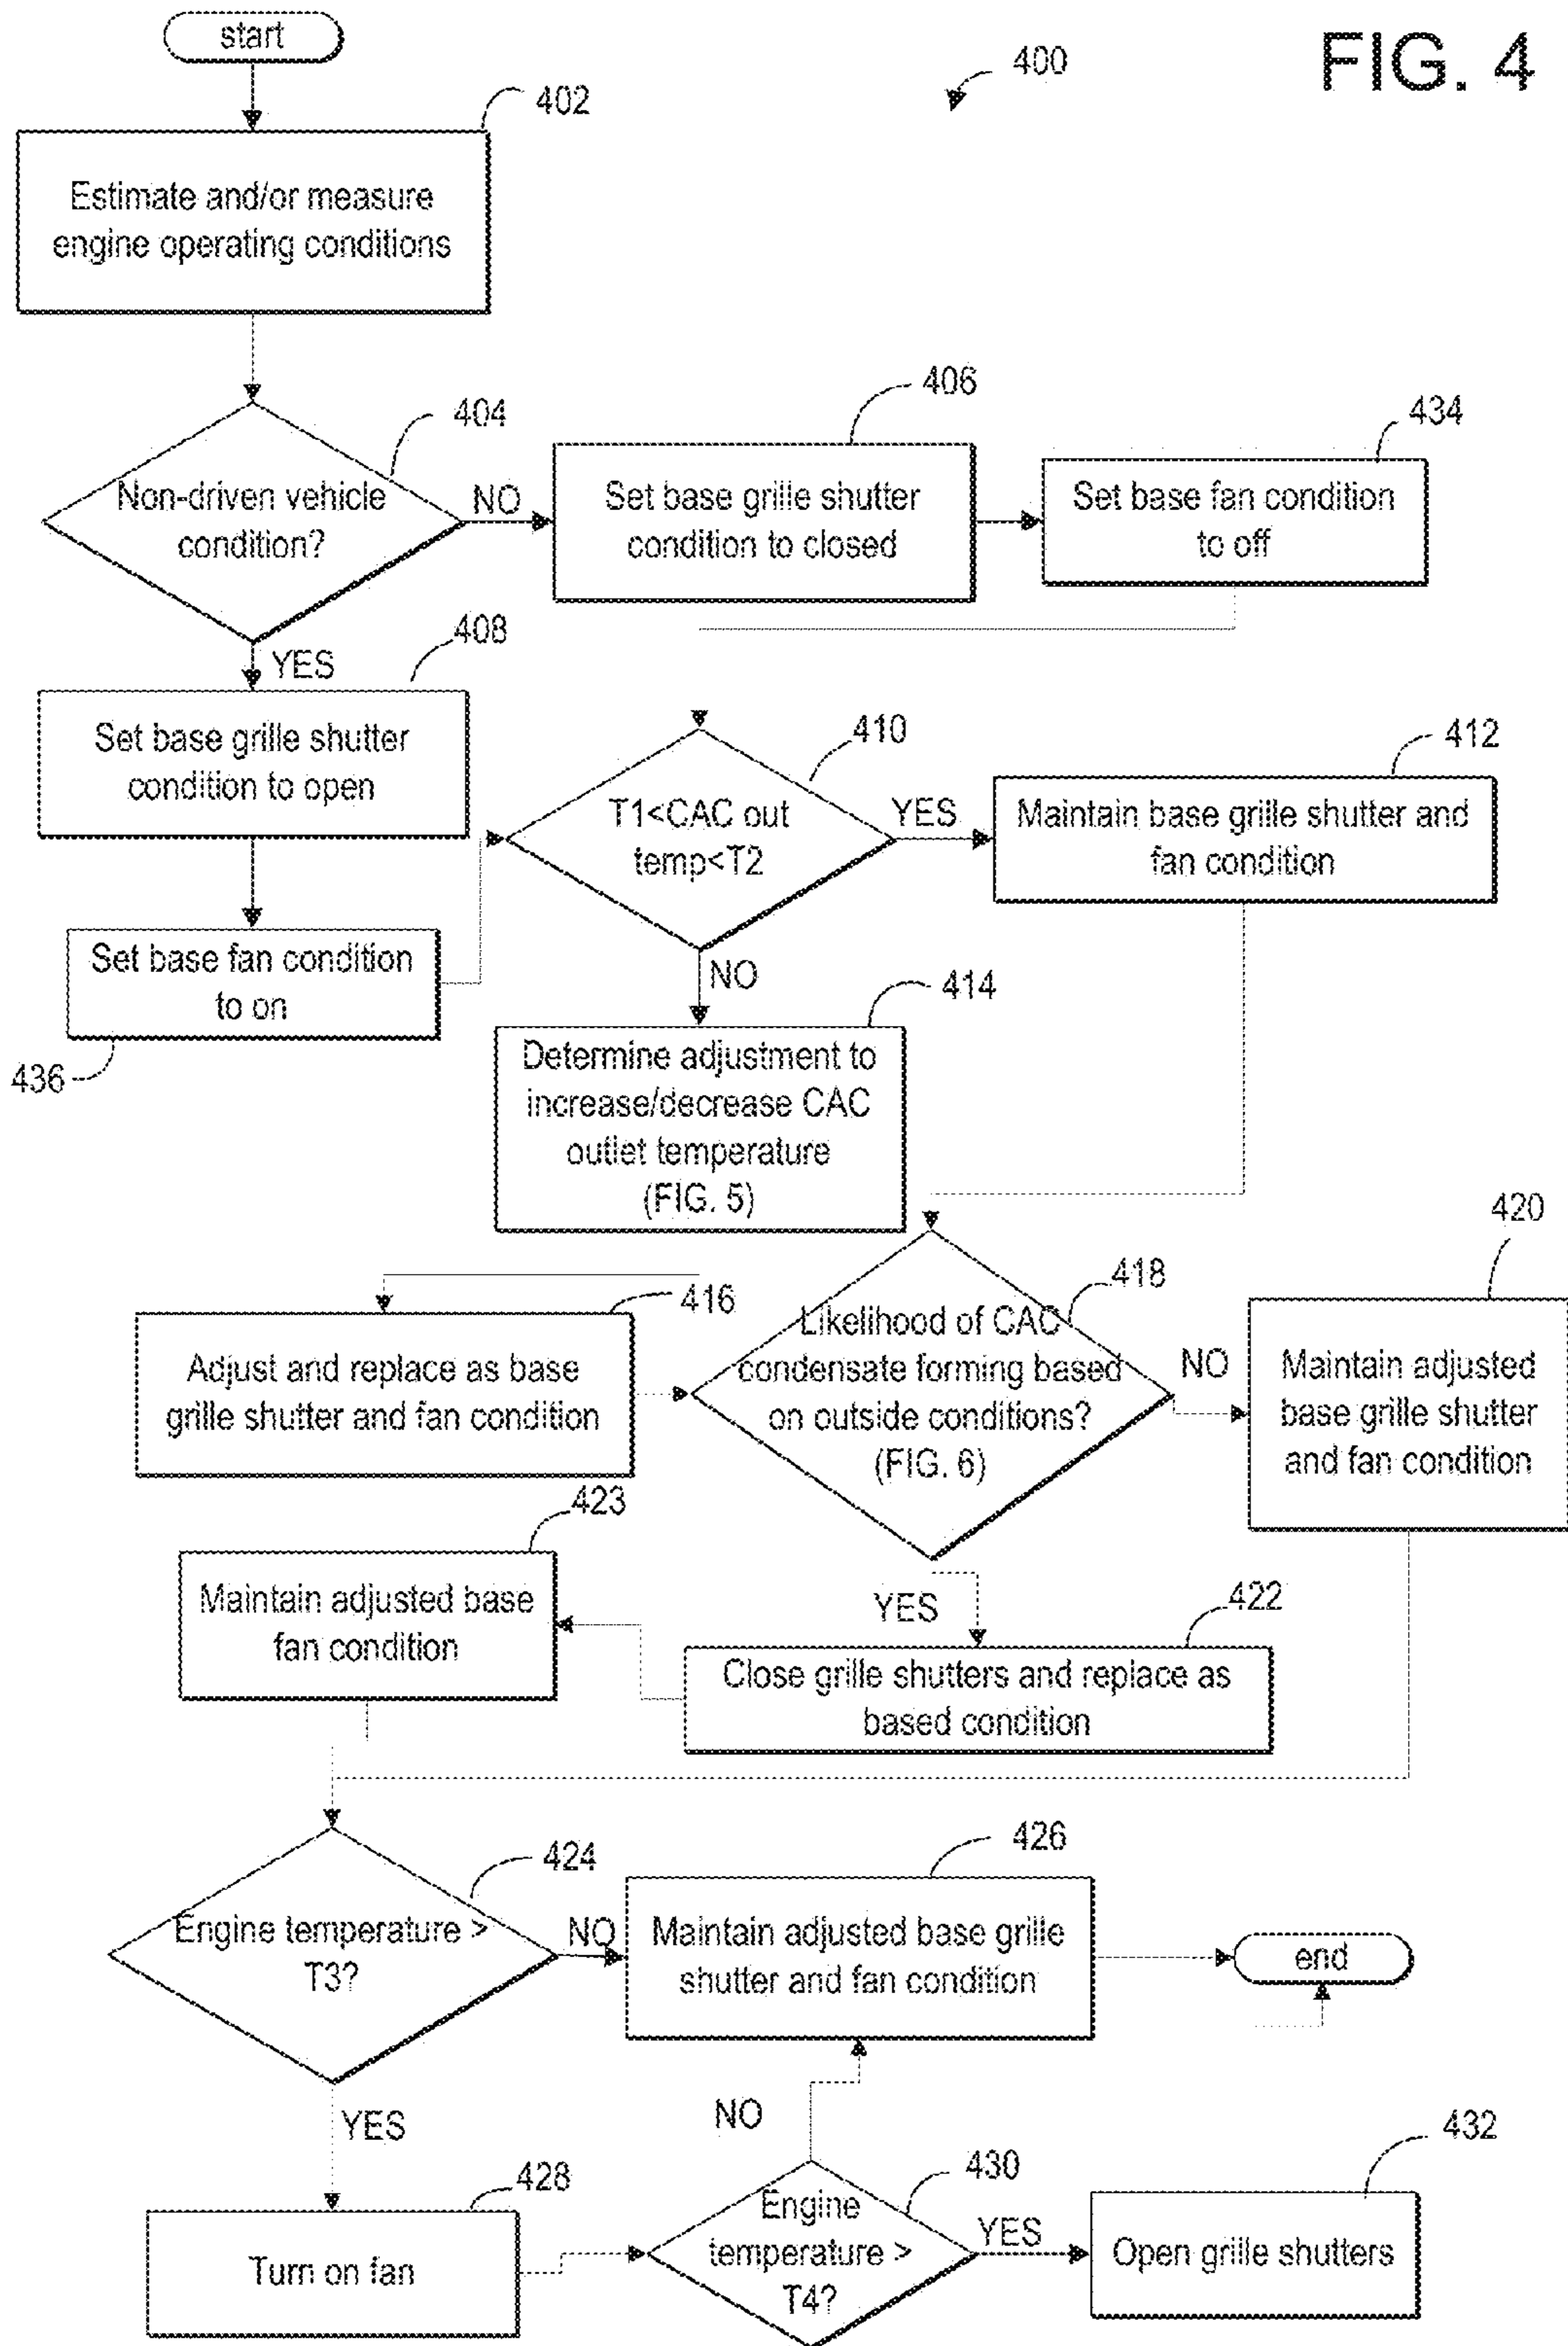 start
400
FIG. 4
402
Estimate and/or measure
engine operating conditions
404
Non-driven vehicle
condition?
NO
406
Set base grille shutter
condition to closed
434
Set base fan condition
to off
YES
408
Set base grille shutter
condition to open
410
T1<CAC out
temp<T2
YES
412
Maintain base grille shutter and
fan condition
Set base fan condition
to on
436
NO
414
Determine adjustment to
increase/decrease CAC
outlet temperature
(FIG. 5)
416
Adjust and replace as base
grille shutter and fan condition
418
Likelihood of CAC
condensate forming based
on outside conditions?
(FIG. 6)
NO
420
Maintain adjusted
base grille shutter
and fan condition
423
Maintain adjusted base
fan condition
YES
422
Close grille shutters and replace as
based condition
424
Engine temperature >
T3?
NO
426
Maintain adjusted base grille
shutter and fan condition
end
YES
428
Turn on fan
NO
430
Engine
temperature >
T4?
YES
432
Open grille shutters